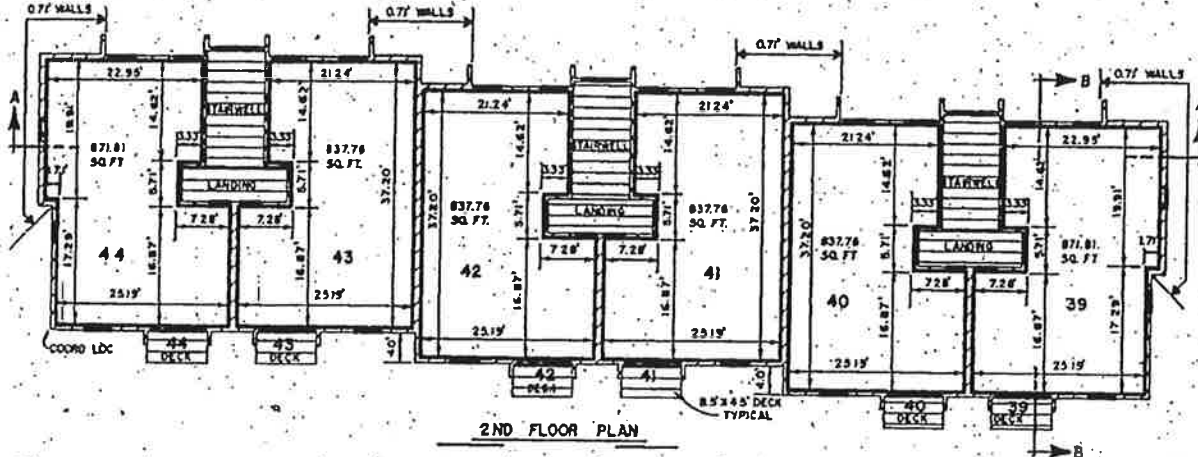 0.71' WALLS
0.71' WALLS
0.71' WALLS
0.71' WALLS
A
B
22.95'
21.24'
21.24'
21.24'
21.24'
22.95'
STAIRWELL
STAIRWELL
STAIRWELL
14.62'
14.62'
14.62'
14.62'
14.62'
19.91'
19.91'
3.33'
3.33'
3.33'
3.33'
3.33'
3.33'
871.81
SQ. FT
837.76
SQ. FT.
837.76
SQ. FT.
837.76
SQ. FT.
837.76
SQ. FT
871.81
SQ. FT
1.71'
LANDING
LANDING
LANDING
5.71'
5.71'
5.71'
5.71'
5.71'
5.71'
37.20'
37.20'
37.20'
37.20'
7.28'
7.28'
7.28'
7.28'
7.28'
7.28'
17.29'
16.87'
16.87'
16.87'
16.87'
16.87'
16.87'
17.29'
44
43
42
41
40
39
25.19'
25.19'
25.19'
25.19'
25.19'
25.19'
COORD LOC
44
DECK
43
DECK
4.0'
42
DECK
41
4.0'
8.5' X 4.5' DECK
TYPICAL
40
DECK
39
DECK
2ND FLOOR PLAN
B